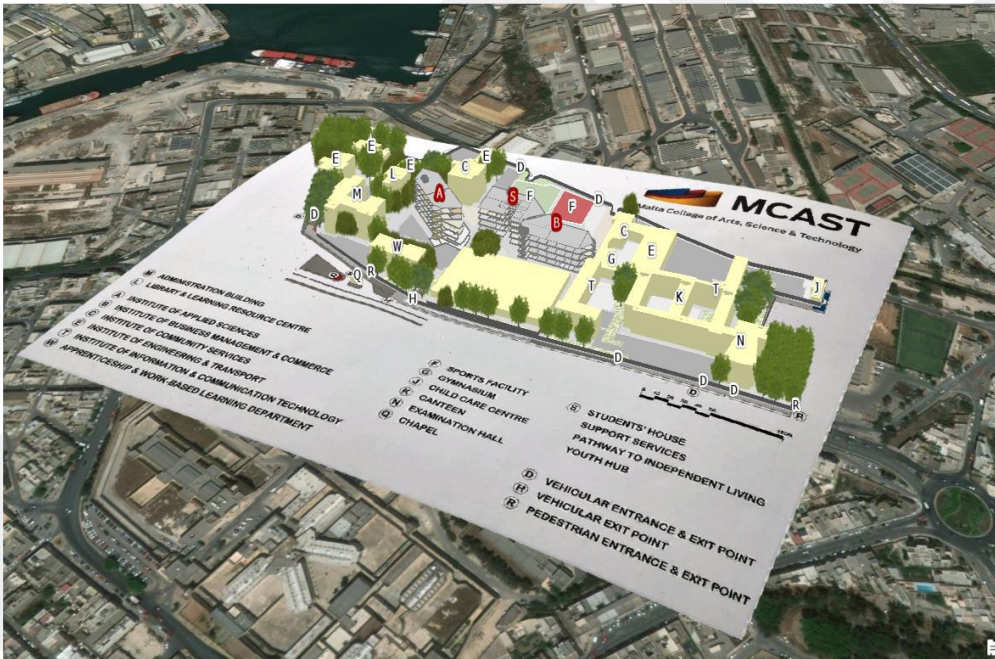 MCAST
Malta College of Arts, Science & Technology
E
E
E
L
M
D
W
Q
R
H
A
C
E
D
S
F
F
D
B
C
E
G
T
K
T
J
N
D
D
D
R
M ADMINISTRATION BUILDING
L LIBRARY & LEARNING RESOURCE CENTRE
A INSTITUTE OF APPLIED SCIENCES
B INSTITUTE OF BUSINESS MANAGEMENT & COMMERCE
C INSTITUTE OF COMMUNITY SERVICES
E INSTITUTE OF ENGINEERING & TRANSPORT
T INSTITUTE OF INFORMATION & COMMUNICATION TECHNOLOGY
W APPRENTICESHIP & WORK-BASED LEARNING DEPARTMENT
F SPORTS FACILITY
G GYMNASIUM
J CHILD CARE CENTRE
K CANTEEN
N EXAMINATION HALL
Q CHAPEL
S STUDENTS' HOUSE
SUPPORT SERVICES
PATHWAY TO INDEPENDENT LIVING
YOUTH HUB
D VEHICULAR ENTRANCE & EXIT POINT
H VEHICULAR EXIT POINT
R PEDESTRIAN ENTRANCE & EXIT POINT